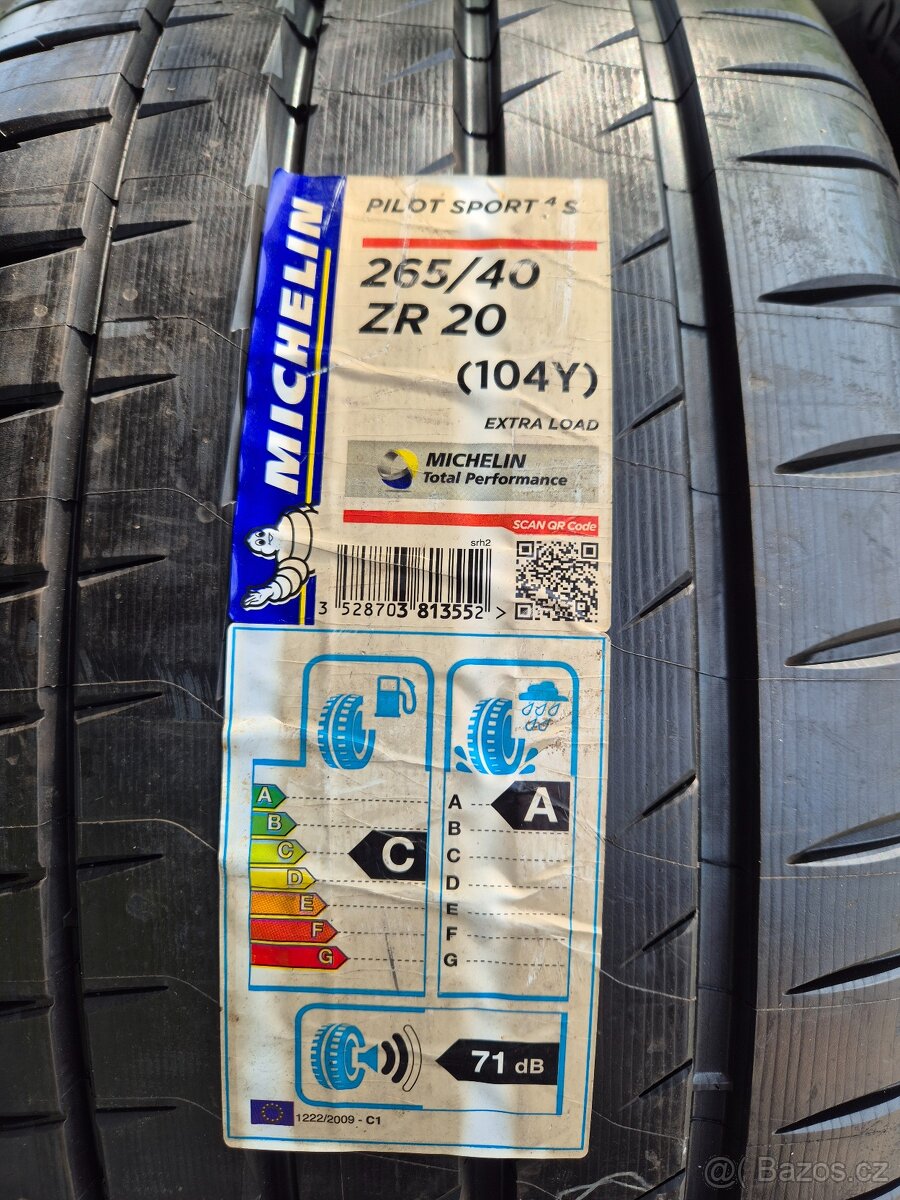 PILOT SPORT 4 S
MICHELIN
265/40
ZR 20
(104Y)
EXTRA LOAD
MICHELIN
Total Performance
SCAN QR Code
srh2
3 528703 813552 >
A
B
C
D
E
F
G
C
A
B
C
D
E
F
G
A
71 dB
1222/2009 - C1
@ Bazos.cz